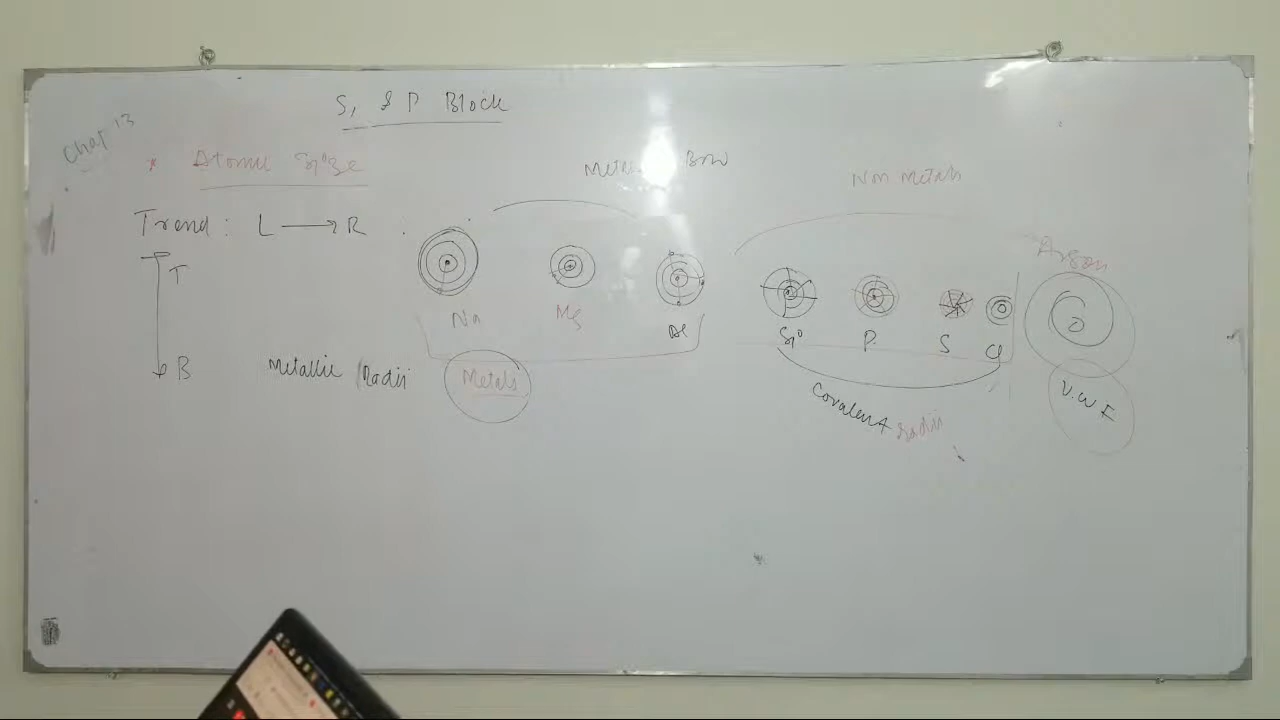 S, & P Block
Chap 13
* Atomic Size
Non Metals
Trend: L → R
T
B
Argon
Na
Mg
Al
Si
P
S
Cl
Metallic Radii
Metals
Covalent radii
V.W F